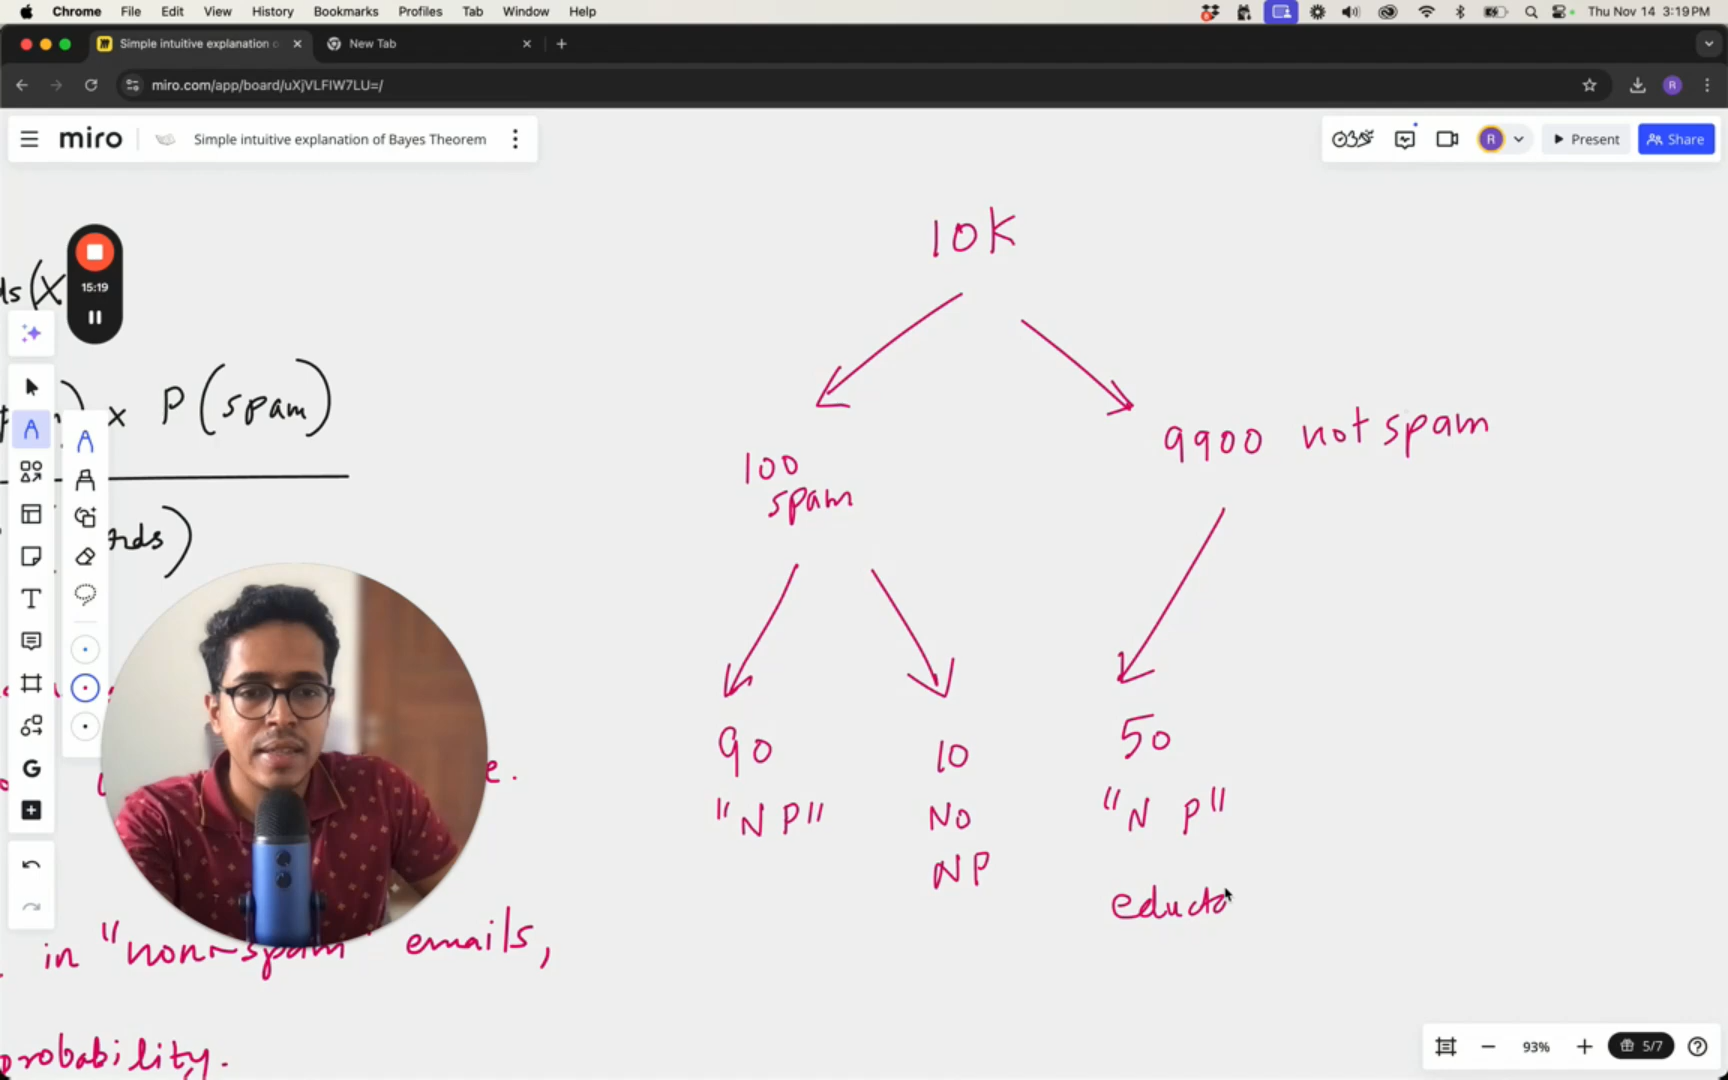 Chrome File Edit View History Bookmarks Profiles Tab Window Help
Thu Nov 14 3:19 PM
Simple intuitive explanation o
New Tab
miro.com/app/board/uXjVLFIW7LU=/
R
miro
Simple intuitive explanation of Bayes Theorem
R
Present
Share
10K
15:19
ds(X
x P(spam)
rds)
100
spam
9900 not spam
90
"NP"
10
No
NP
50
"N P"
educto
e.
in "non-spam" emails,
probability.
T
G
93%
5/7